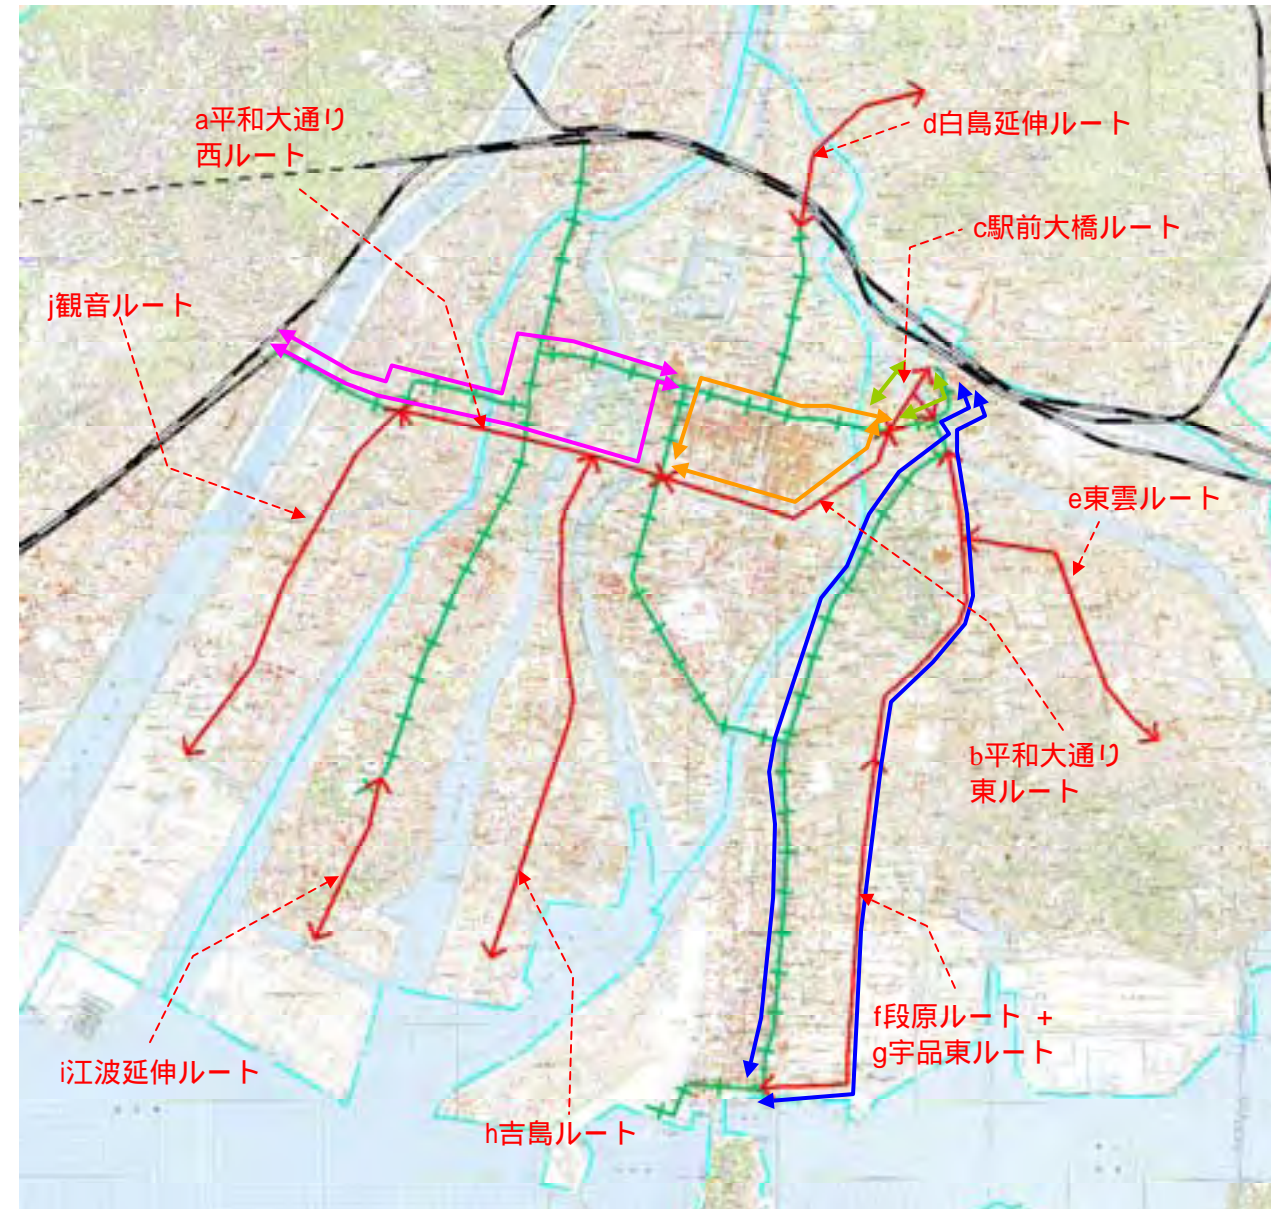 a平和大通り
西ルート
d白島延伸ルート
c駅前大橋ルート
j観音ルート
e東雲ルート
b平和大通り
東ルート
f段原ルート +
g宇品東ルート
i江波延伸ルート
h吉島ルート